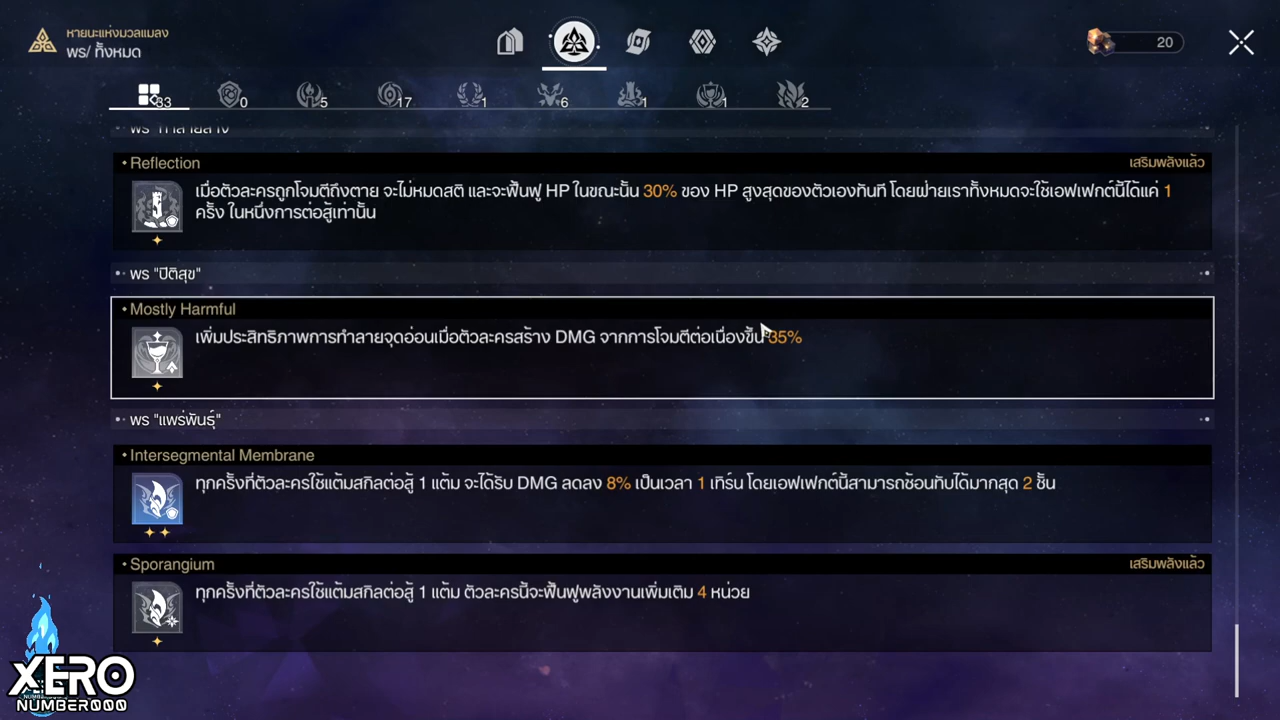 หายนะแห่งมวลแมลง
พร/ ทั้งหมด
20
33
0
5
17
1
6
1
1
2
พร "ทำลายล้าง"
Reflection
เสริมพลังแล้ว
เมื่อตัวละครถูกโจมตีถึงตาย จะไม่หมดสติ และจะฟื้นฟู HP ในขณะนั้น 30% ของ HP สูงสุดของตัวเองทันที โดยฝ่ายเราทั้งหมดจะใช้เอฟเฟกต์นี้ได้แค่ 1
ครั้ง ในหนึ่งการต่อสู้เท่านั้น
พร "ปิติสุข"
Mostly Harmful
เพิ่มประสิทธิภาพการทำลายจุดอ่อนเมื่อตัวละครสร้าง DMG จากการโจมตีต่อเนื่องขึ้น 35%
พร "แพร่พันธุ์"
Intersegmental Membrane
ทุกครั้งที่ตัวละครใช้แต้มสกิลต่อสู้ 1 แต้ม จะได้รับ DMG ลดลง 8% เป็นเวลา 1 เทิร์น โดยเอฟเฟกต์นี้สามารถซ้อนทับได้มากสุด 2 ชั้น
Sporangium
เสริมพลังแล้ว
ทุกครั้งที่ตัวละครใช้แต้มสกิลต่อสู้ 1 แต้ม ตัวละครนี้จะฟื้นฟูพลังงานเพิ่มเติม 4 หน่วย
XERO
NUMBER000